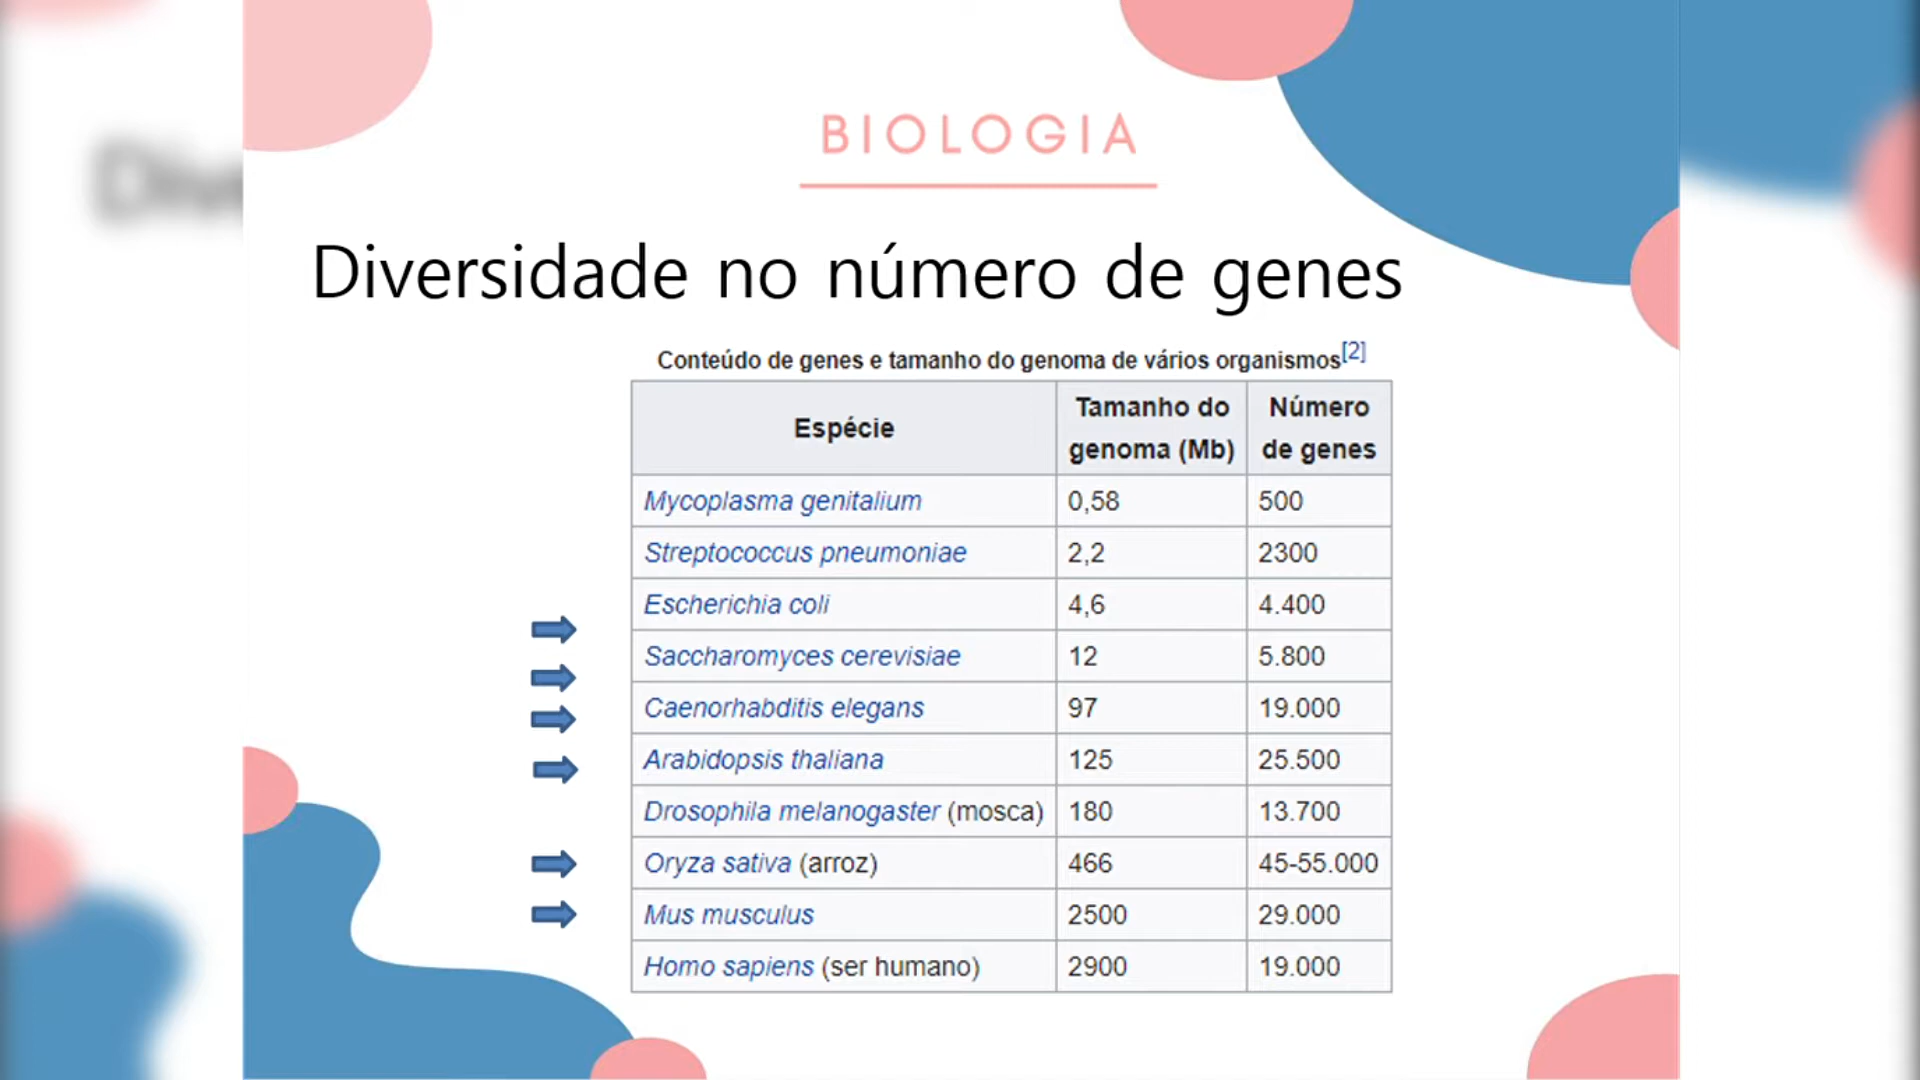 BIOLOGIA
Diversidade no número de genes
Conteúdo de genes e tamanho do genoma de vários organismos[2]
Espécie Tamanho do genoma (Mb) Número de genes
Mycoplasma genitalium 0,58 500
Streptococcus pneumoniae 2,2 2300
Escherichia coli 4,6 4.400
Saccharomyces cerevisiae 12 5.800
Caenorhabditis elegans 97 19.000
Arabidopsis thaliana 125 25.500
Drosophila melanogaster (mosca) 180 13.700
Oryza sativa (arroz) 466 45-55.000
Mus musculus 2500 29.000
Homo sapiens (ser humano) 2900 19.000
Dive